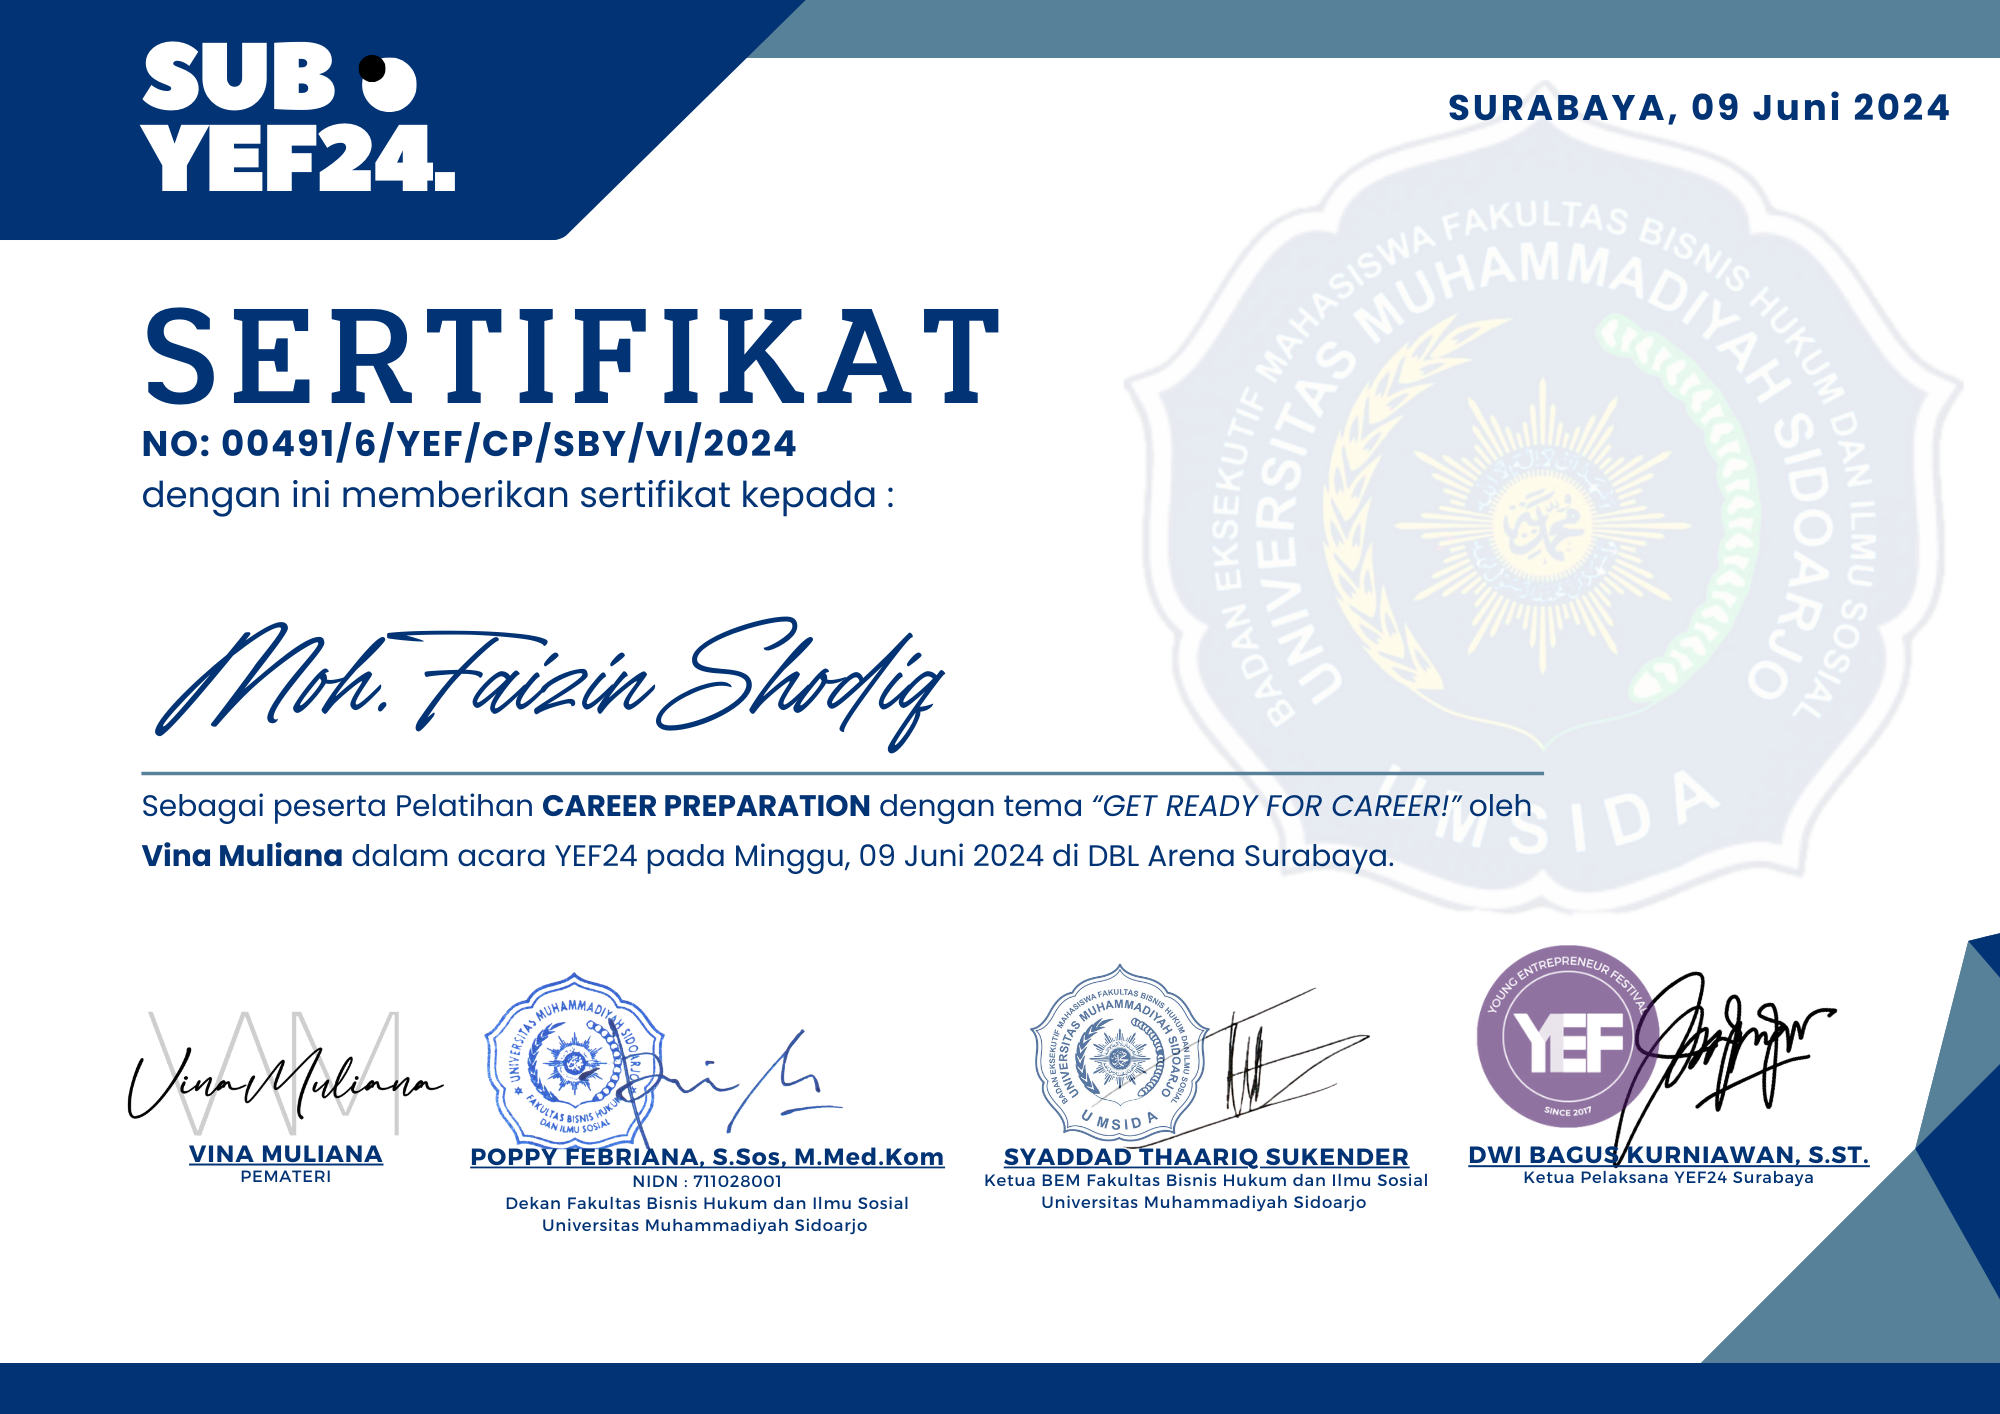 SUB
YEF24.
SURABAYA, 09 Juni 2024
SERTIFIKAT
NO: 00491/6/YEF/CP/SBY/VI/2024
dengan ini memberikan sertifikat kepada :
Moh. Faizin Shodiq
Sebagai peserta Pelatihan CAREER PREPARATION dengan tema “GET READY FOR CAREER!” oleh
Vina Muliana dalam acara YEF24 pada Minggu, 09 Juni 2024 di DBL Arena Surabaya.
BADAN EKSEKUTIF MAHASISWA FAKULTAS BISNIS HUKUM DAN ILMU SOSIAL
UNIVERSITAS MUHAMMADIYAH SIDOARJO
UMSIDA
VAM
Vina Muliana
VINA MULIANA
PEMATERI
UNIVERSITAS MUHAMMADIYAH SIDOARJO
FAKULTAS BISNIS HUKUM
DAN ILMU SOSIAL
POPPY FEBRIANA, S.Sos, M.Med.Kom
NIDN : 711028001
Dekan Fakultas Bisnis Hukum dan Ilmu Sosial
Universitas Muhammadiyah Sidoarjo
BADAN EKSEKUTIF MAHASISWA FAKULTAS BISNIS HUKUM DAN ILMU SOSIAL
UNIVERSITAS MUHAMMADIYAH SIDOARJO
UMSIDA
SYADDAD THAARIQ SUKENDER
Ketua BEM Fakultas Bisnis Hukum dan Ilmu Sosial
Universitas Muhammadiyah Sidoarjo
YOUNG ENTREPRENEUR FESTIVAL
YEF
SINCE 2017
DWI BAGUS KURNIAWAN, S.ST.
Ketua Pelaksana YEF24 Surabaya